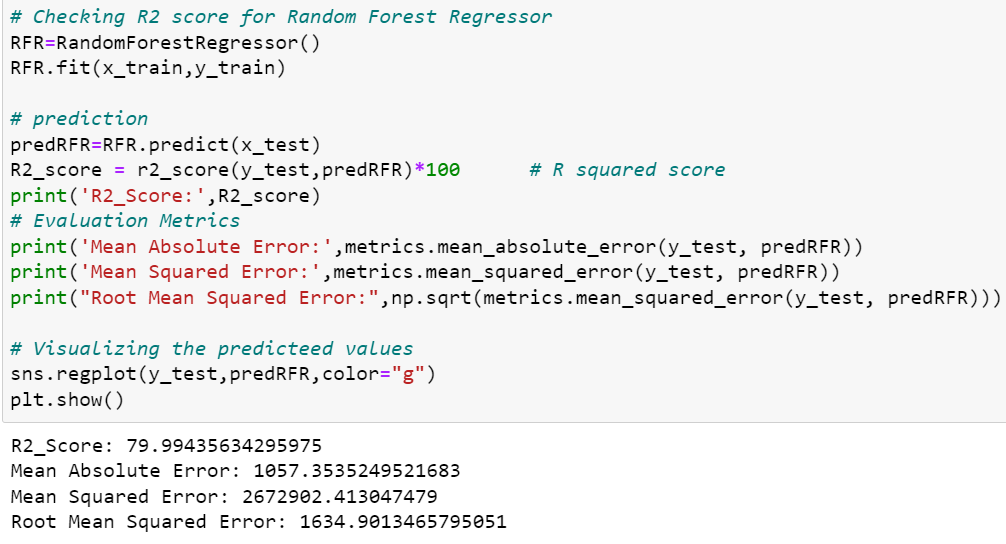 # Checking R2 score for Random Forest Regressor
RFR=RandomForestRegressor()
RFR.fit(x_train,y_train)
# prediction
predRFR=RFR.predict(x_test)
R2_score = r2_score(y_test,predRFR)*100      # R squared score
print('R2_Score:',R2_score)
# Evaluation Metrics
print('Mean Absolute Error:',metrics.mean_absolute_error(y_test, predRFR))
print('Mean Squared Error:',metrics.mean_squared_error(y_test, predRFR))
print("Root Mean Squared Error:",np.sqrt(metrics.mean_squared_error(y_test, predRFR)))
# Visualizing the predicteed values
sns.regplot(y_test,predRFR,color="g")
plt.show()
R2_Score: 79.99435634295975
Mean Absolute Error: 1057.3535249521683
Mean Squared Error: 2672902.413047479
Root Mean Squared Error: 1634.9013465795051